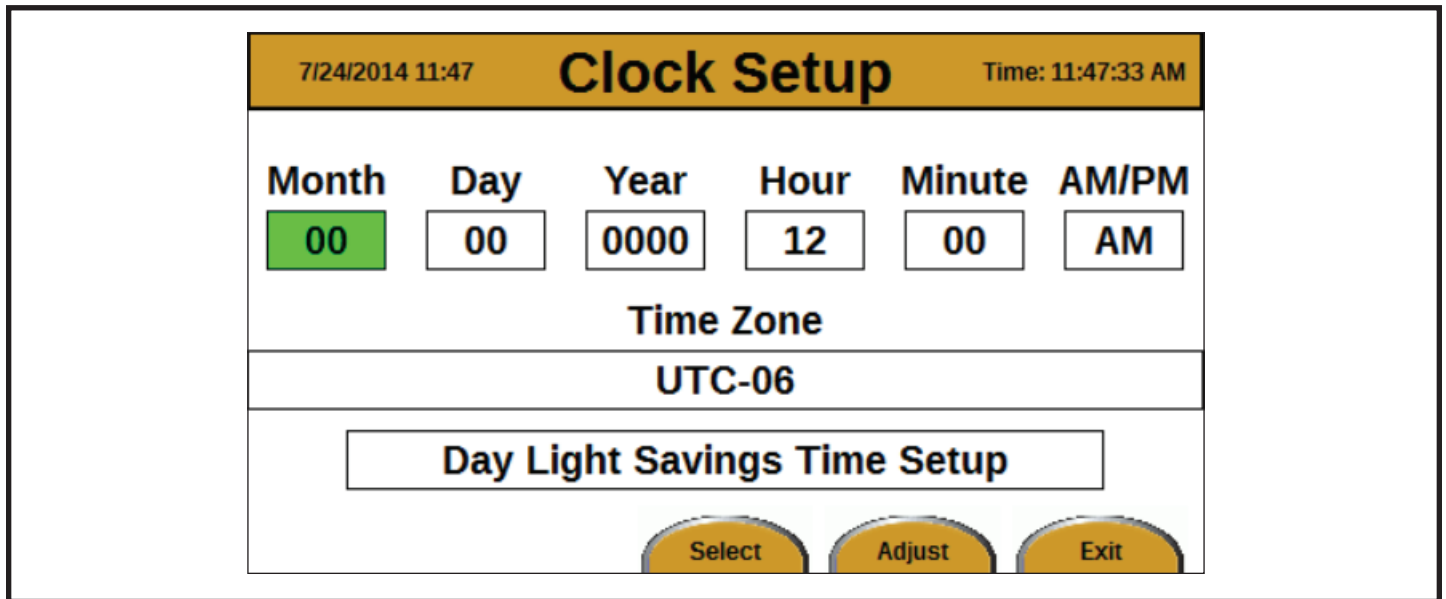 7/24/2014 11:47 Clock Setup Time: 11:47:33 AM
Month Day Year Hour Minute AM/PM
00 00 0000 12 00 AM
Time Zone
UTC-06
Day Light Savings Time Setup
Select Adjust Exit